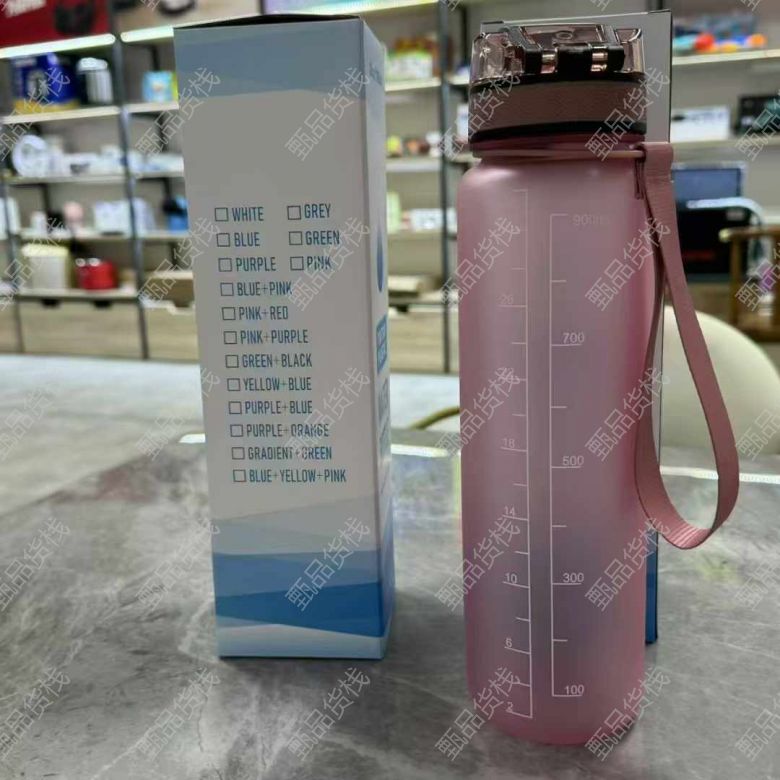 WHITE GREY
BLUE GREEN
PURPLE PINK
BLUE+PINK
PINK+RED
PINK+PURPLE
GREEN+BLACK
YELLOW+BLUE
PURPLE+BLUE
PURPLE+ORANGE
GRADIENT+GREEN
BLUE+YELLOW+PINK
900ml
26
700
18
500
14
10
300
6
100
2
甄品货栈